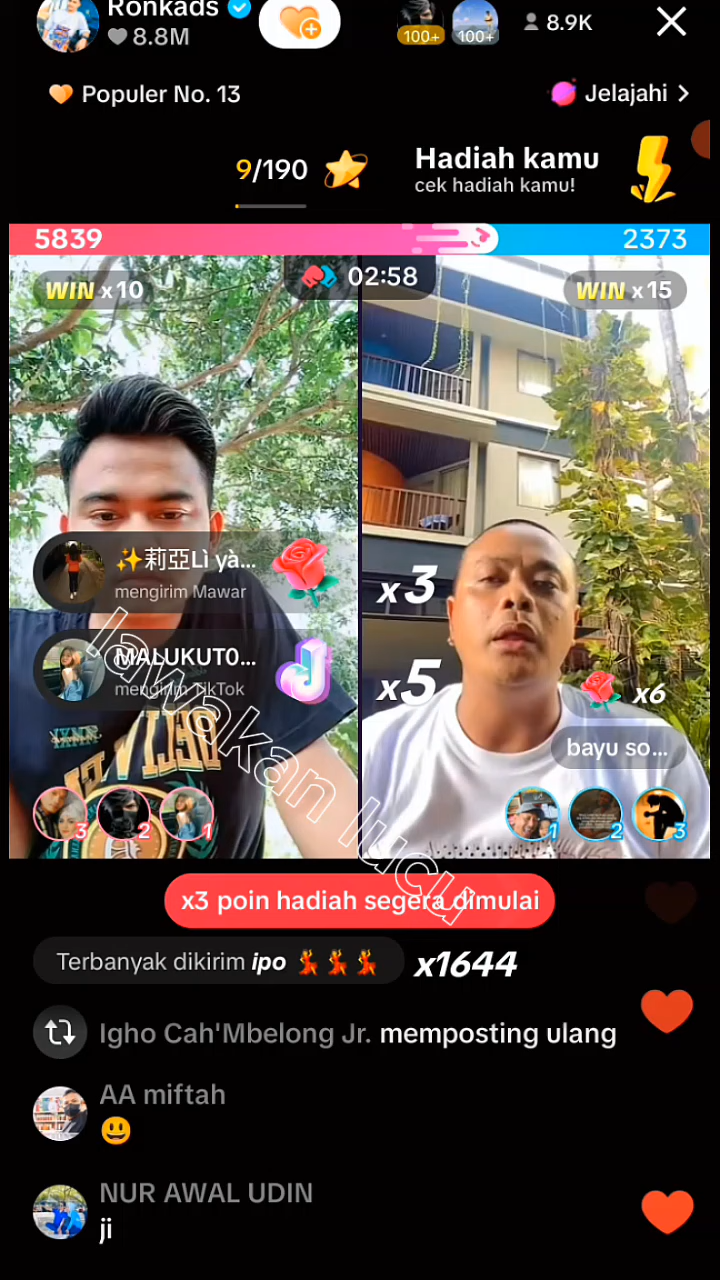 Ronkads
8.8M
100+
100+
8.9K
Populer No. 13
Jelajahi
9/190
Hadiah kamu
cek hadiah kamu!
5839
2373
WIN x10
02:58
WIN x15
✨莉亞Lì yà...
mengirim Mawar
x3
MALUKUT0...
mengirim TikTok
x5
x6
bayu so...
lawakan lucu
3
2
1
1
2
3
x3 poin hadiah segera dimulai
Terbanyak dikirim ipo 💃💃💃 x1644
Igho Cah'Mbelong Jr. memposting ulang
AA miftah
😃
NUR AWAL UDIN
ji